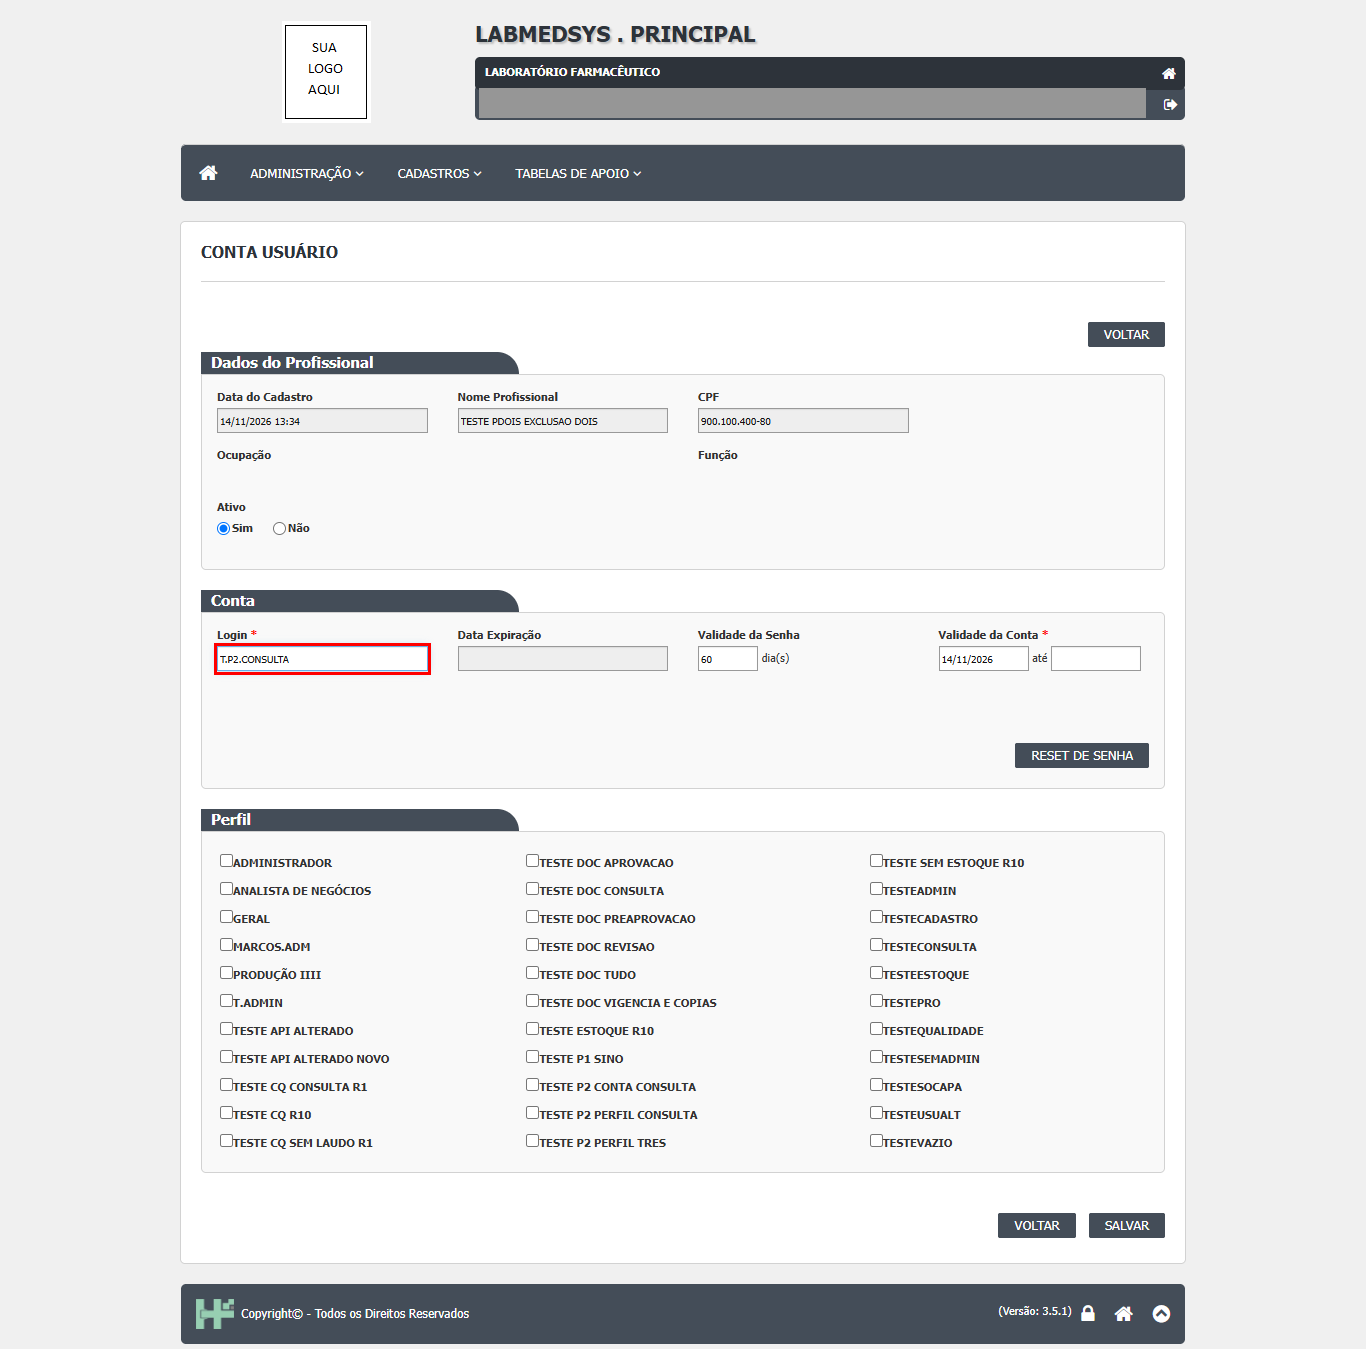 SUA
LOGO
AQUI
LABMEDSYS . PRINCIPAL
LABORATÓRIO FARMACÊUTICO
ADMINISTRAÇÃO CADASTROS TABELAS DE APOIO
CONTA USUÁRIO
VOLTAR
Dados do Profissional
Data do Cadastro Nome Profissional CPF
14/11/2026 13:34 TESTE PDOIS EXCLUSAO DOIS 900.100.400-80
Ocupação Função
Ativo
Sim Não
Conta
Login * Data Expiração Validade da Senha Validade da Conta *
T.P2.CONSULTA 60 dia(s) 14/11/2026 até
RESET DE SENHA
Perfil
ADMINISTRADOR TESTE DOC APROVACAO TESTE SEM ESTOQUE R10
ANALISTA DE NEGÓCIOS TESTE DOC CONSULTA TESTEADMIN
GERAL TESTE DOC PREAPROVACAO TESTECADASTRO
MARCOS.ADM TESTE DOC REVISAO TESTECONSULTA
PRODUÇÃO IIII TESTE DOC TUDO TESTEESTOQUE
T.ADMIN TESTE DOC VIGENCIA E COPIAS TESTEPRO
TESTE API ALTERADO TESTE ESTOQUE R10 TESTEQUALIDADE
TESTE API ALTERADO NOVO TESTE P1 SINO TESTESEMADMIN
TESTE CQ CONSULTA R1 TESTE P2 CONTA CONSULTA TESTESOCAPA
TESTE CQ R10 TESTE P2 PERFIL CONSULTA TESTEUSUALT
TESTE CQ SEM LAUDO R1 TESTE P2 PERFIL TRES TESTEVAZIO
VOLTAR SALVAR
Copyright© - Todos os Direitos Reservados (Versão: 3.5.1)